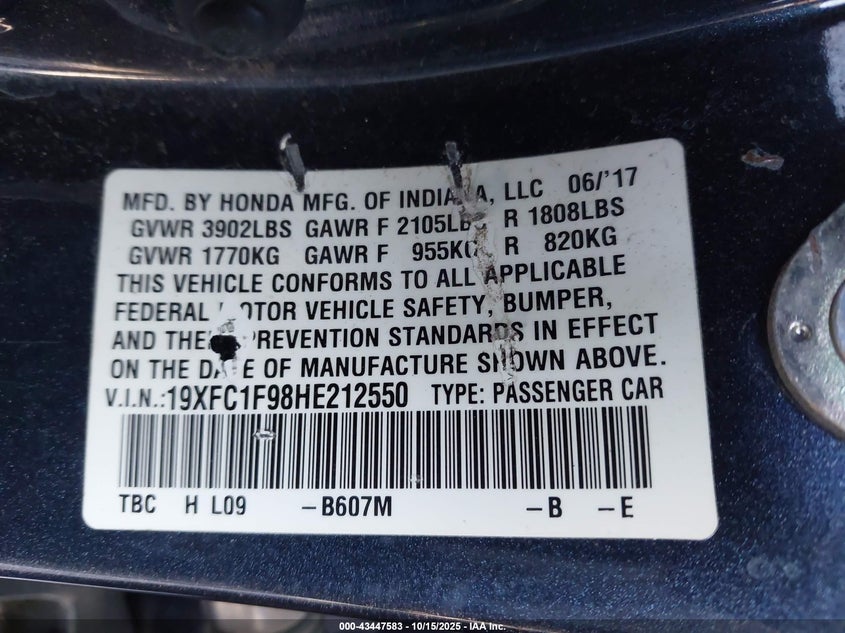 MFD. BY HONDA MFG. OF INDIANA, LLC 06/'17
GVWR 3902LBS GAWR F 2105LBS R 1808LBS
GVWR 1770KG GAWR F 955KG R 820KG
THIS VEHICLE CONFORMS TO ALL APPLICABLE
FEDERAL MOTOR VEHICLE SAFETY, BUMPER,
AND THEFT PREVENTION STANDARDS IN EFFECT
ON THE DATE OF MANUFACTURE SHOWN ABOVE.
V.I.N.:19XFC1F98HE212550 TYPE: PASSENGER CAR
TBC H L09 -B607M -B -E
000-43447583 - 10/15/2025 - IAA Inc.